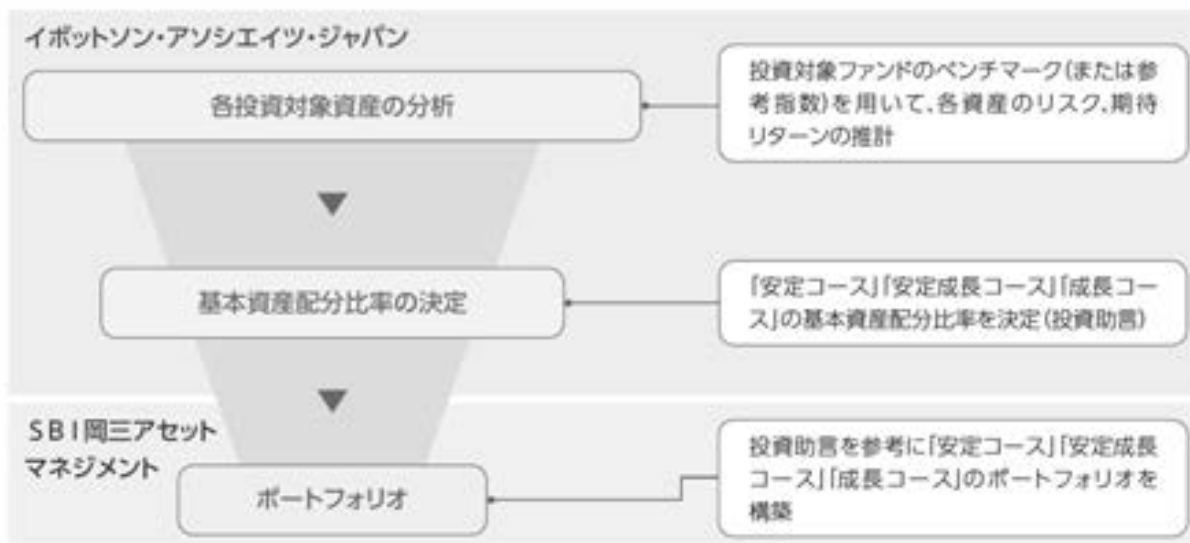 イボットソン・アソシエイツ・ジャパン
各投資対象資産の分析
投資対象ファンドのベンチマーク(または参
考指数)を用いて、各資産のリスク、期待
リターンの推計
基本資産配分比率の決定
「安定コース」「安定成長コース」「成長コー
ス」の基本資産配分比率を決定(投資助言)
SBI岡三アセット
マネジメント
ポートフォリオ
投資助言を参考に「安定コース」「安定成長
コース」「成長コース」のポートフォリオを
構築